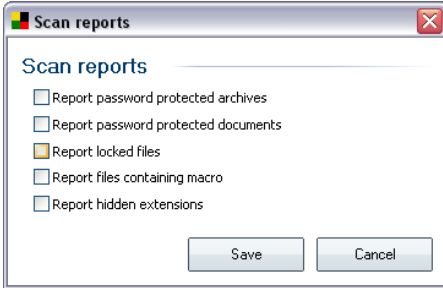 Scan reports
Scan reports
Report password protected archives
Report password protected documents
Report locked files
Report files containing macro
Report hidden extensions
Save Cancel